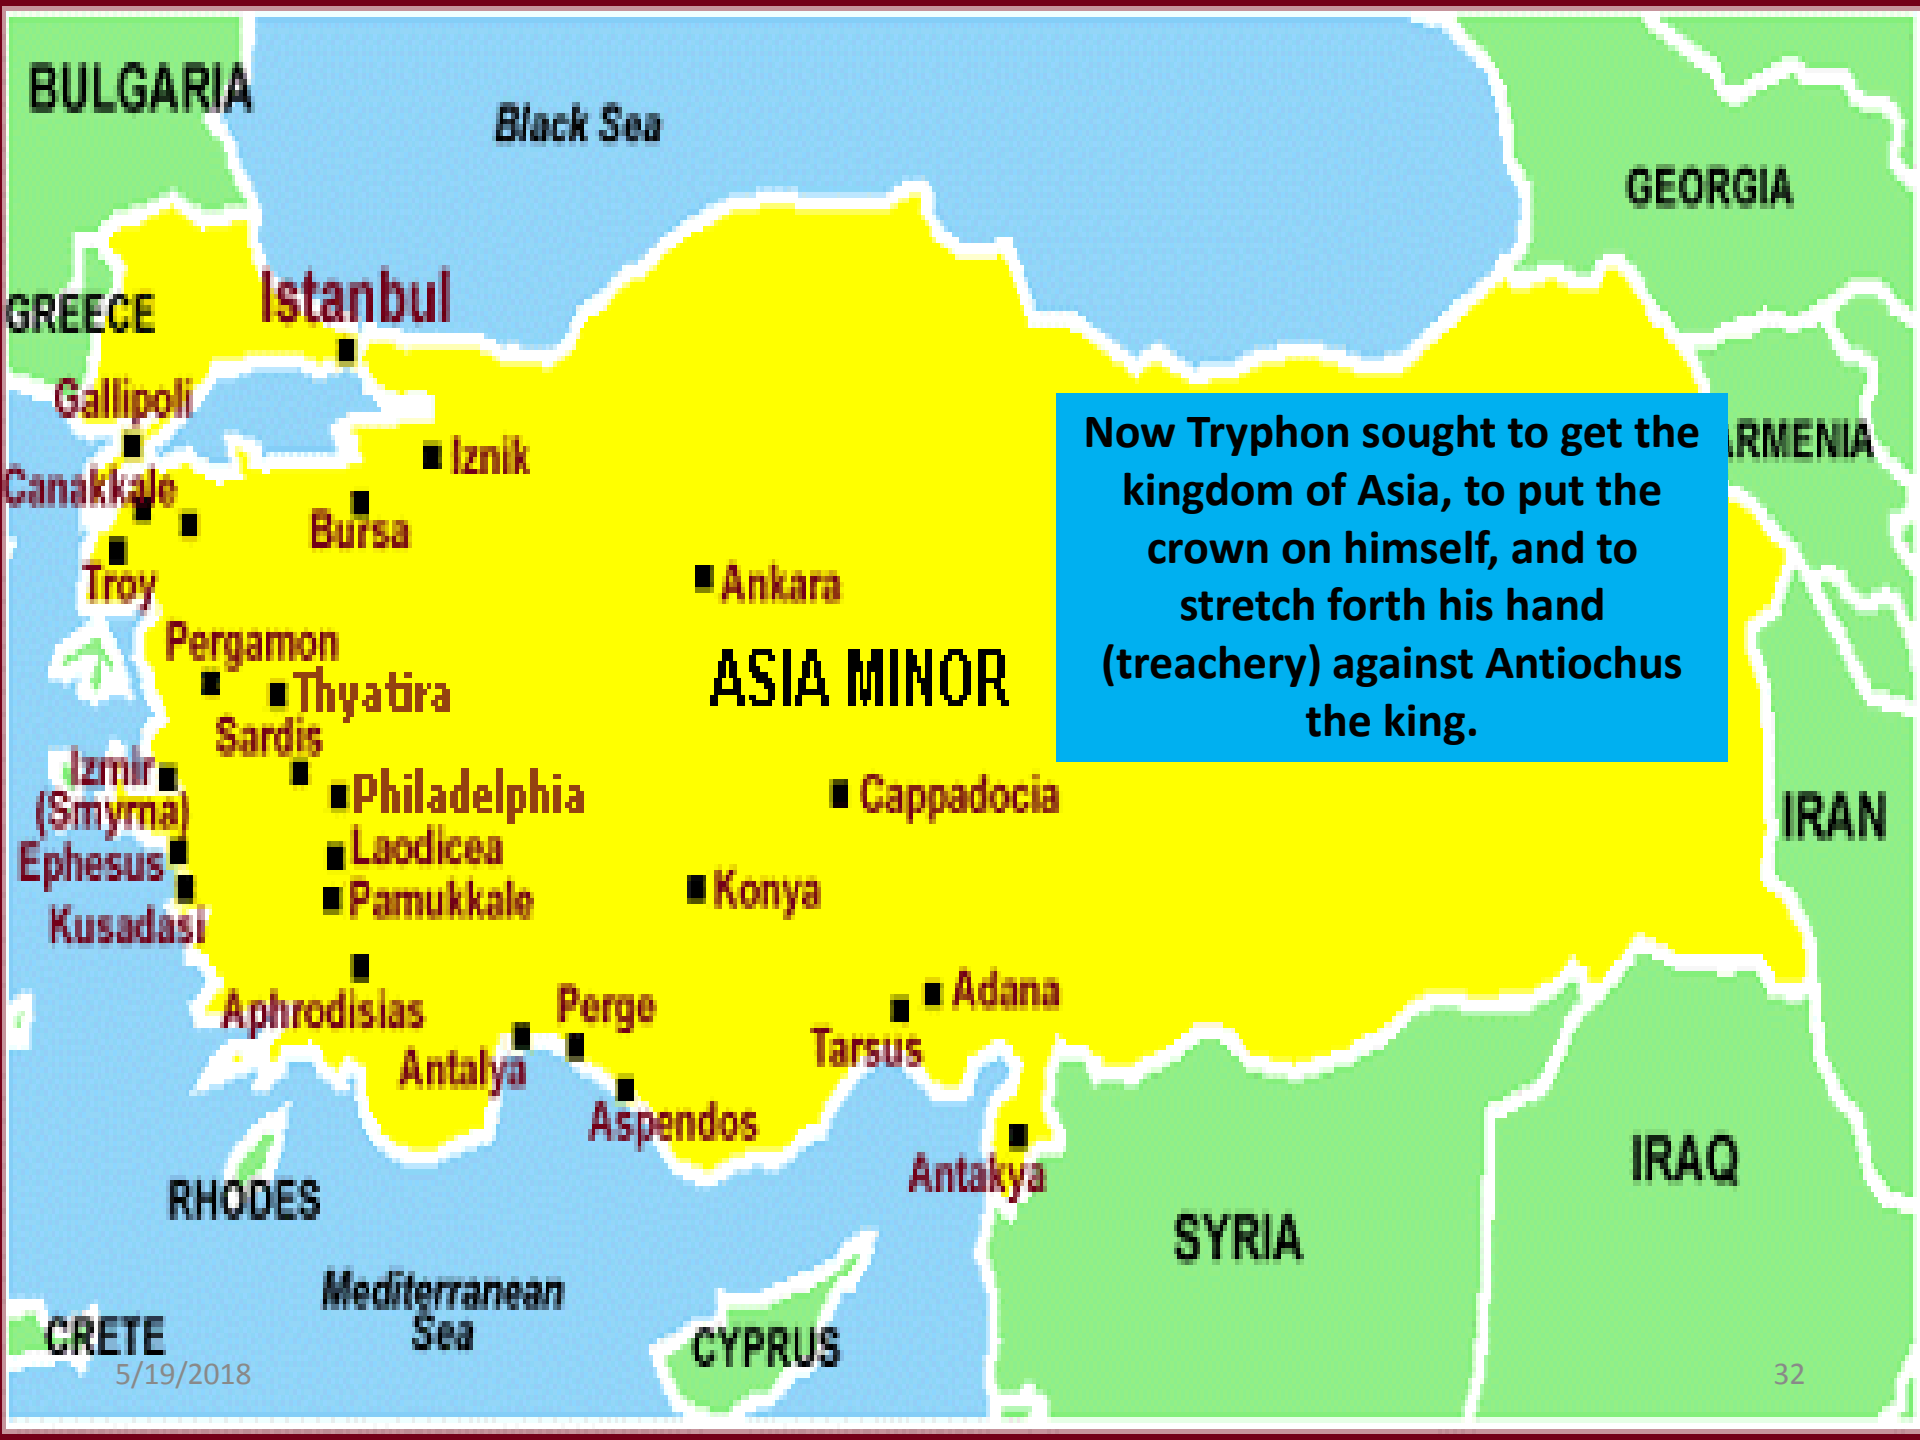 BULGARIA
Black Sea
GEORGIA
Istanbul
GREECE
Gallipoli
Now Tryphon sought to get the
kingdom of Asia, to put the
crown on himself, and to
stretch forth his hand
(treachery) against Antiochus
the king.
ARMENIA
Iznik
Canakkale
Bursa
Troy
Ankara
Pergamon
Thyatira
ASIA MINOR
Sardis
Izmir
(Smyrna)
Philadelphia
Cappadocia
IRAN
Laodicea
Ephesus
Pamukkale
Konya
Kusadasi
Aphrodisias
Perge
Adana
Tarsus
Antalya
Aspendos
Antakya
IRAQ
RHODES
SYRIA
Mediterranean
Sea
CRETE
CYPRUS
5/19/2018
32